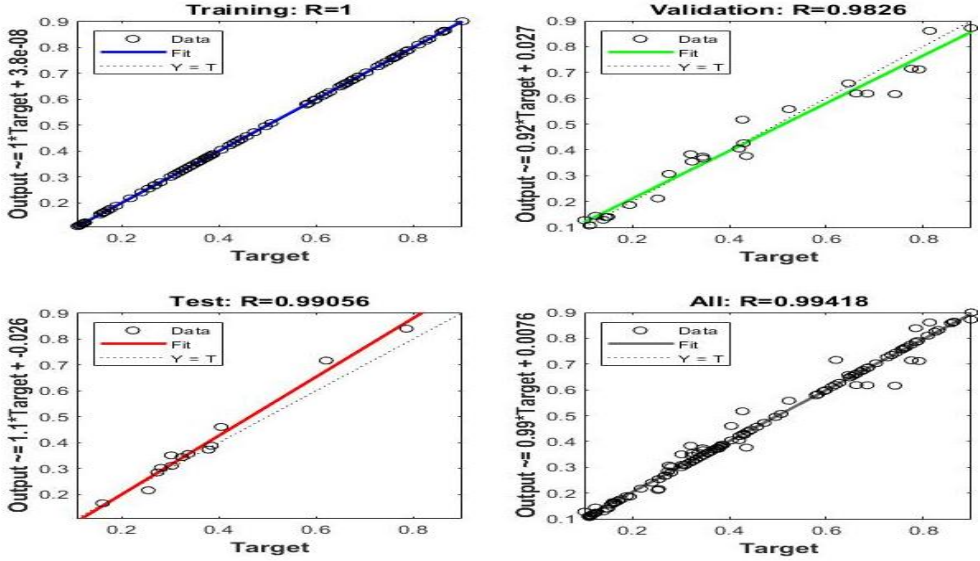 Training: R=1
Output ~= 1*Target + 3.8e-08
0.9
0.8
0.7
0.6
0.5
0.4
0.3
0.2
Data
Fit
Y = T
0.2
0.4
0.6
0.8
Target
Validation: R=0.9826
Output ~= 0.92*Target + 0.027
0.9
0.8
0.7
0.6
0.5
0.4
0.3
0.2
0.1
Data
Fit
Y = T
0.2
0.4
0.6
0.8
Target
Test: R=0.99056
Output ~= 1.1*Target + -0.026
0.9
0.8
0.7
0.6
0.5
0.4
0.3
0.2
Data
Fit
Y = T
0.2
0.4
0.6
0.8
Target
All: R=0.99418
Output ~= 0.99*Target + 0.0076
0.9
0.8
0.7
0.6
0.5
0.4
0.3
0.2
0.1
Data
Fit
Y = T
0.2
0.4
0.6
0.8
Target